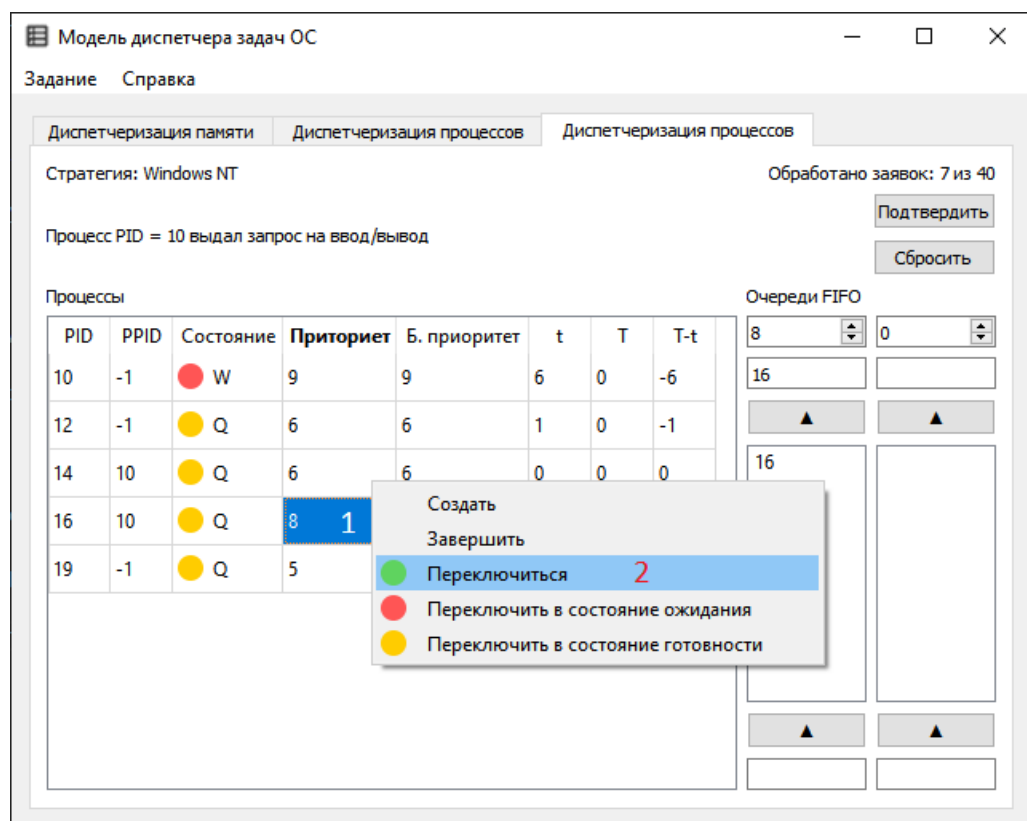 Модель диспетчера задач ОС
Задание Справка
Диспетчеризация памяти Диспетчеризация процессов Диспетчеризация процессов
Стратегия: Windows NT Обработано заявок: 7 из 40
Подтвердить
Процесс PID = 10 выдал запрос на ввод/вывод
Сбросить
Процессы Очереди FIFO
PID PPID Состояние Приториет Б. приоритет t T T-t 8 0
10 -1 W 9 9 6 0 -6 16
12 -1 Q 6 6 1 0 -1 ▲ ▲
14 10 Q 6 6 0 0 0 16
16 10 Q 8 1
19 -1 Q 5
Создать
Завершить
Переключиться 2
Переключить в состояние ожидания
Переключить в состояние готовности
▲ ▲